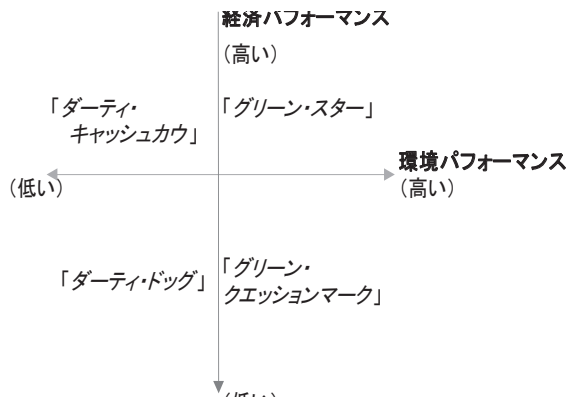 経済パフォーマンス
(高い)
「ダーティ・
キャッシュカウ」
「グリーン・スター」
環境パフォーマンス
(低い)
(高い)
「ダーティ・ドッグ」
「グリーン・
クエッションマーク」
(低い)